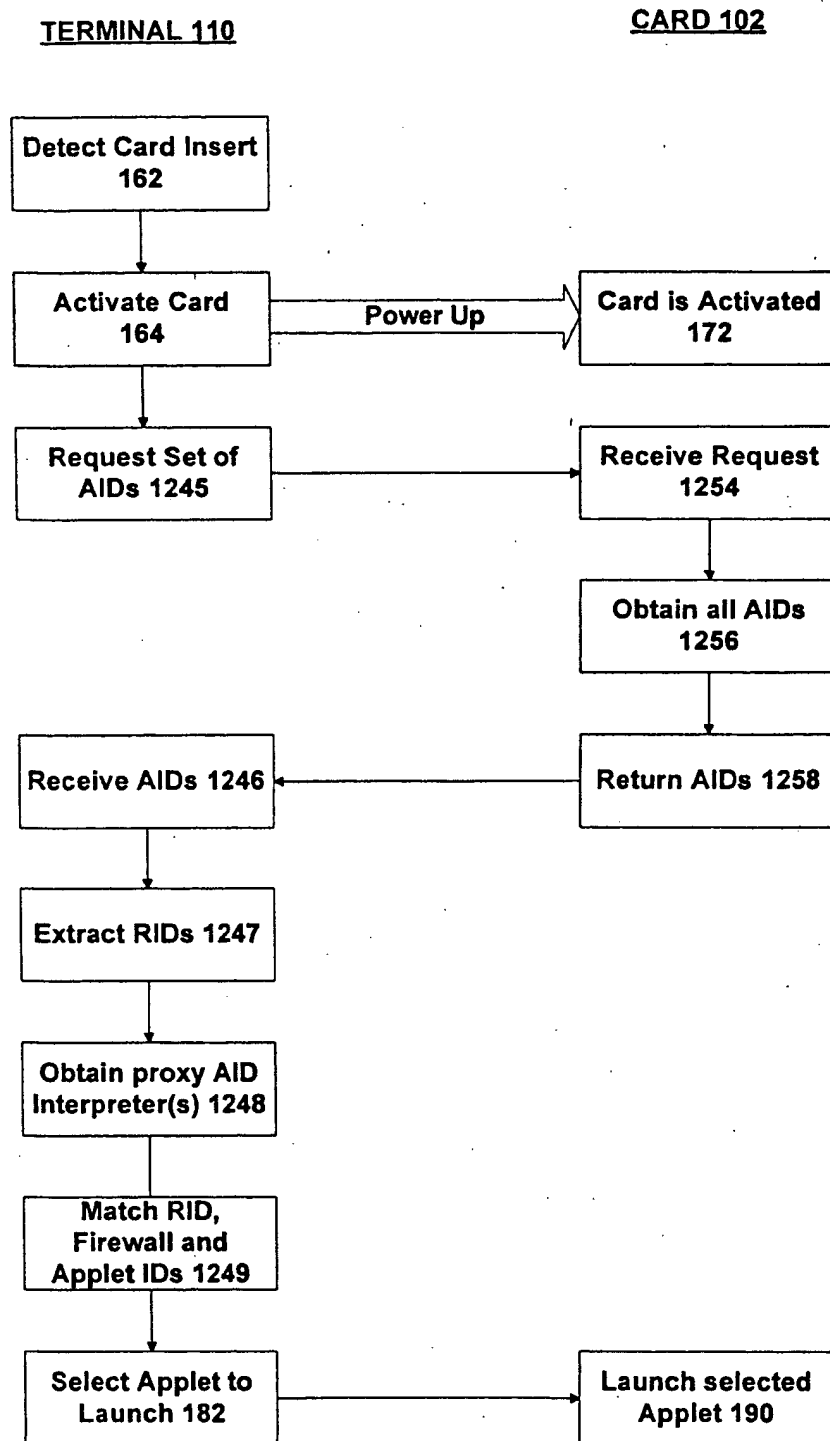 TERMINAL 110
CARD 102
Detect Card Insert
162
Activate Card
164
Power Up
Card is Activated
172
Request Set of
AIDs 1245
Receive Request
1254
Obtain all AIDs
1256
Receive AIDs 1246
Return AIDs 1258
Extract RIDs 1247
Obtain proxy AID
Interpreter(s) 1248
Match RID,
Firewall and
Applet IDs 1249
Select Applet to
Launch 182
Launch selected
Applet 190